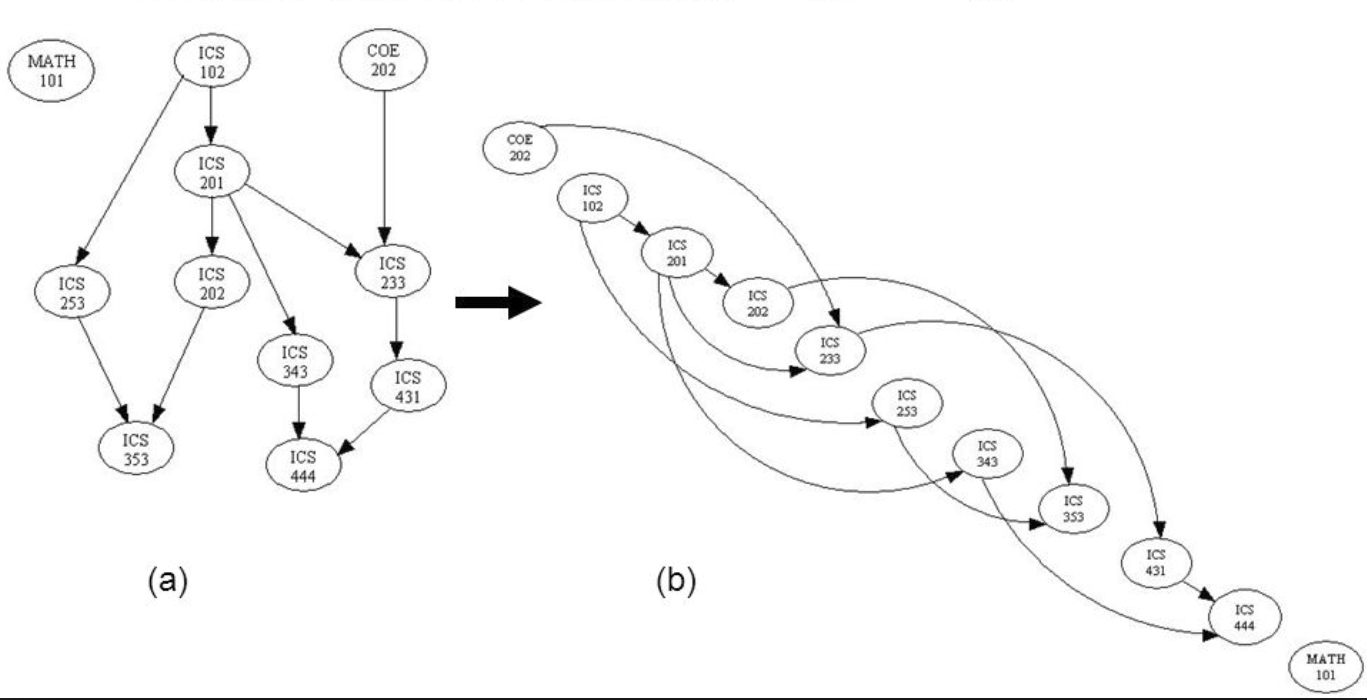 MATH
101
ICS
102
COE
202
ICS
201
ICS
253
ICS
202
ICS
233
ICS
343
ICS
431
ICS
353
ICS
444
(a)
COE
202
ICS
102
ICS
201
ICS
202
ICS
233
ICS
253
ICS
343
ICS
353
ICS
431
ICS
444
MATH
101
(b)